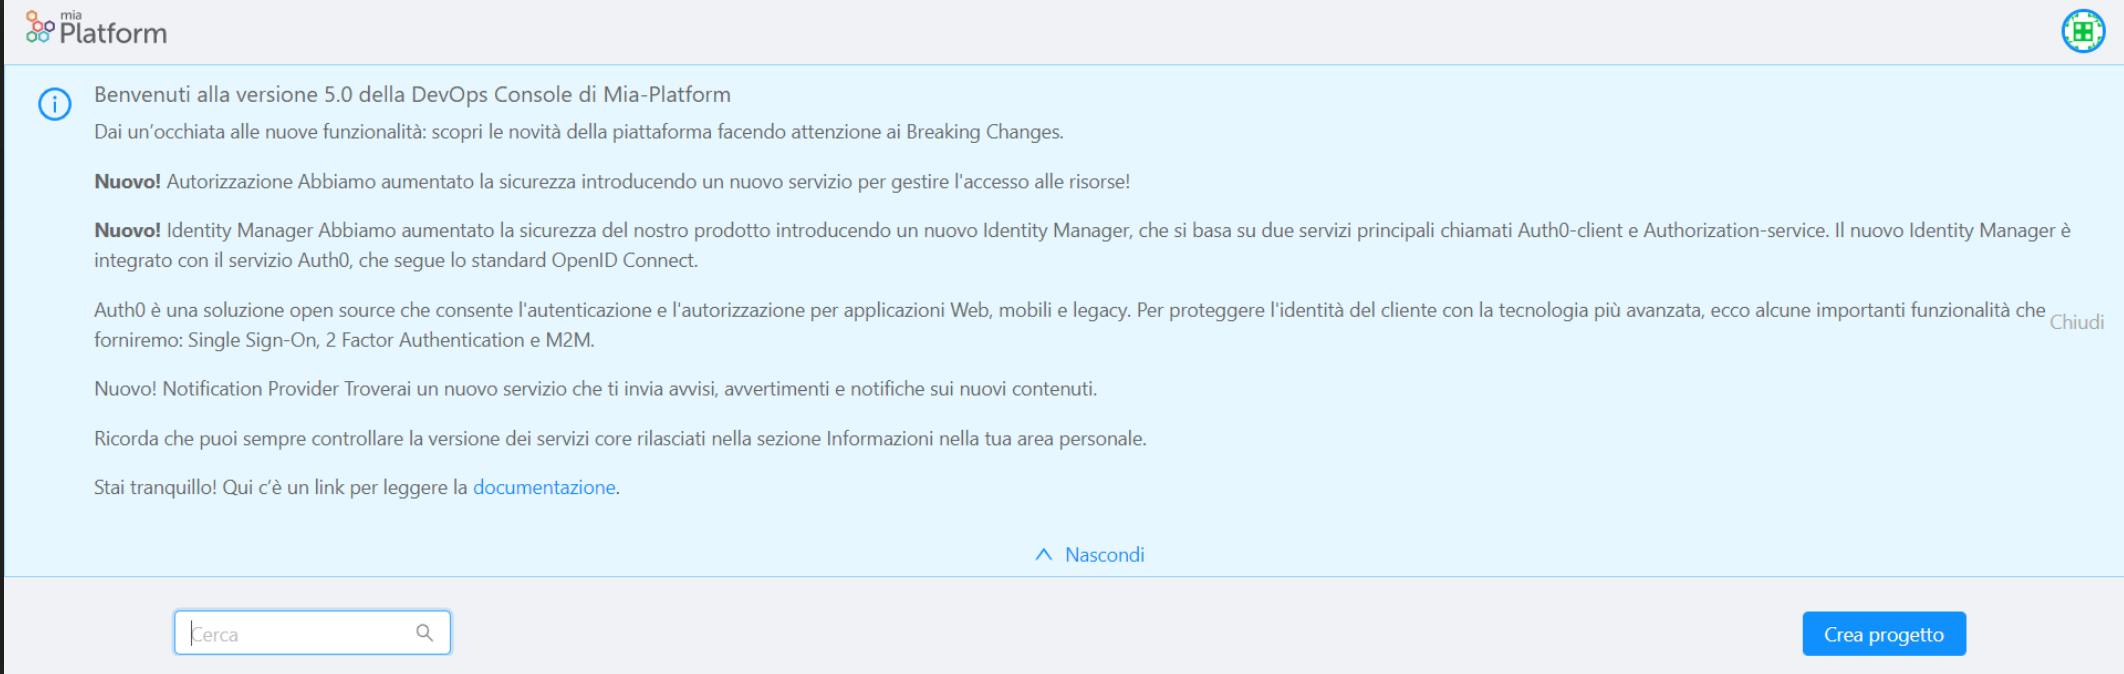 mia
Platform
Benvenuti alla versione 5.0 della DevOps Console di Mia-Platform
Dai un'occhiata alle nuove funzionalità: scopri le novità della piattaforma facendo attenzione ai Breaking Changes.
Nuovo! Autorizzazione Abbiamo aumentato la sicurezza introducendo un nuovo servizio per gestire l'accesso alle risorse!
Nuovo! Identity Manager Abbiamo aumentato la sicurezza del nostro prodotto introducendo un nuovo Identity Manager, che si basa su due servizi principali chiamati Auth0-client e Authorization-service. Il nuovo Identity Manager è
integrato con il servizio Auth0, che segue lo standard OpenID Connect.
Auth0 è una soluzione open source che consente l'autenticazione e l'autorizzazione per applicazioni Web, mobili e legacy. Per proteggere l'identità del cliente con la tecnologia più avanzata, ecco alcune importanti funzionalità che
forniremo: Single Sign-On, 2 Factor Authentication e M2M.
Chiudi
Nuovo! Notification Provider Troverai un nuovo servizio che ti invia avvisi, avvertimenti e notifiche sui nuovi contenuti.
Ricorda che puoi sempre controllare la versione dei servizi core rilasciati nella sezione Informazioni nella tua area personale.
Stai tranquillo! Qui c'è un link per leggere la documentazione.
Nascondi
Cerca
Crea progetto